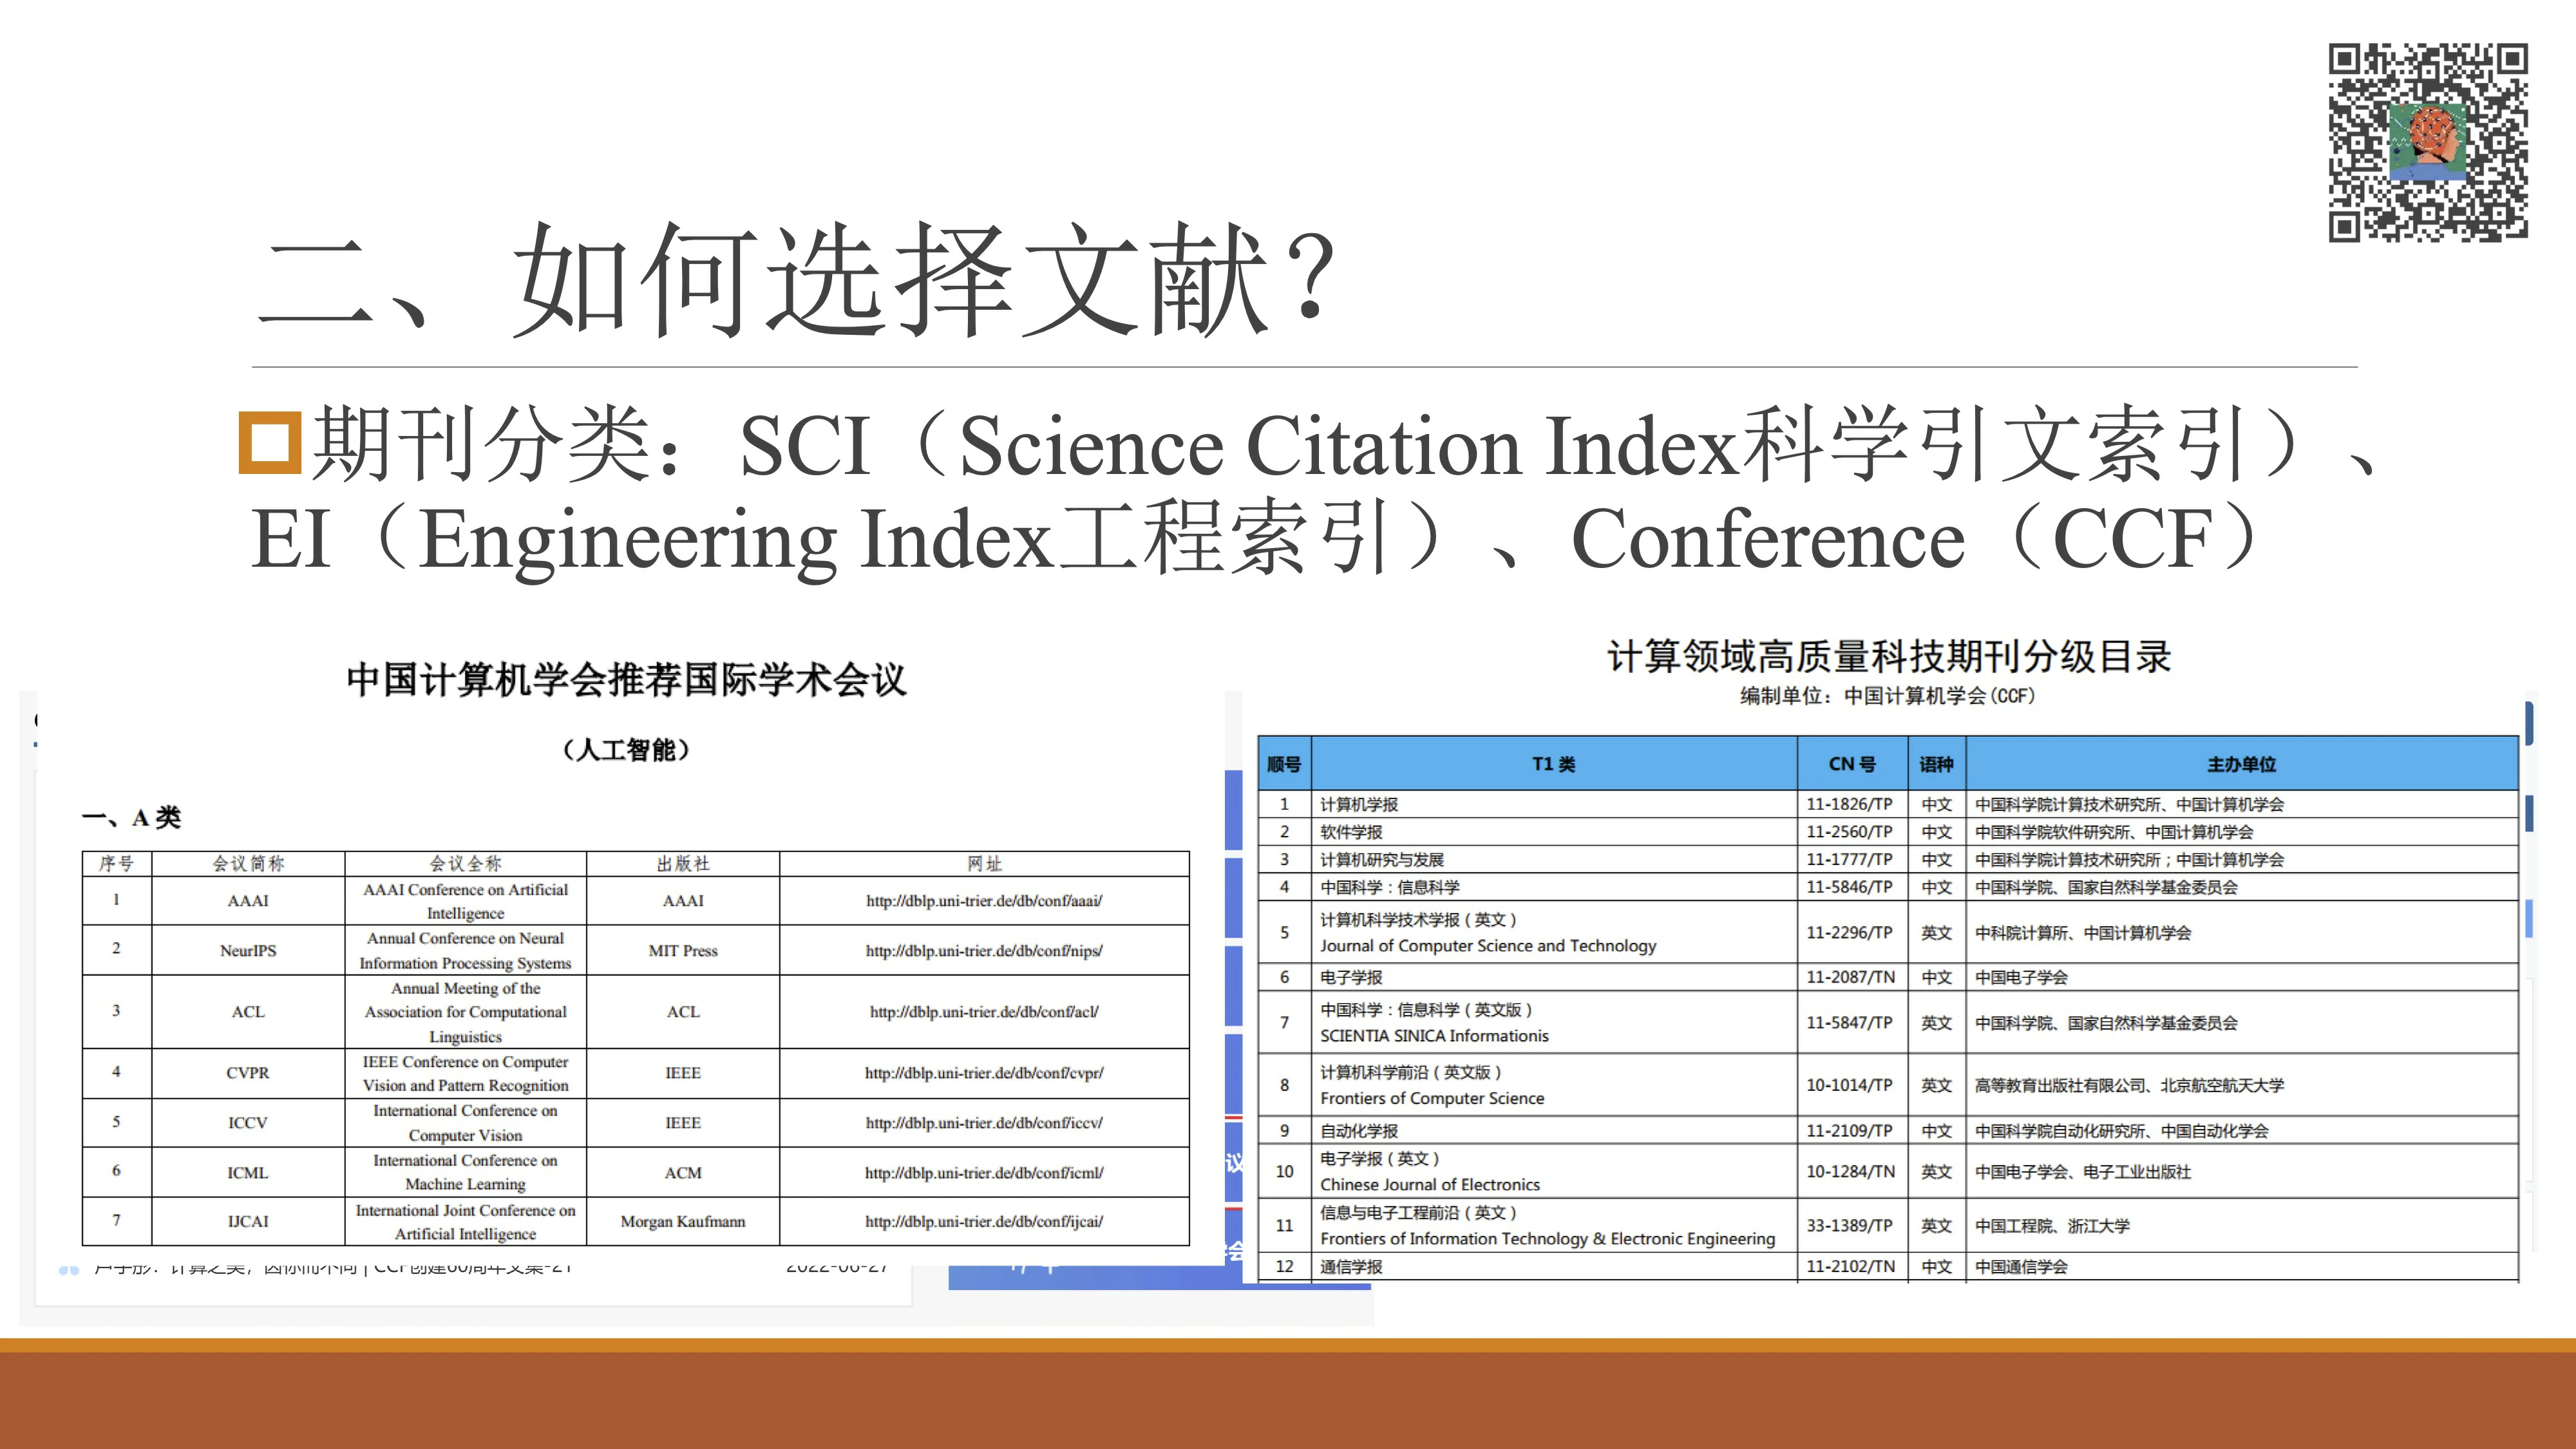 二、如何选择文献？
期刊分类：SCI（Science Citation Index科学引文索引）、
EI（Engineering Index工程索引）、Conference（CCF）
中国计算机学会推荐国际学术会议
（人工智能）
一、A 类
序号 会议简称 会议全称 出版社 网址
1 AAAI AAAI Conference on Artificial Intelligence AAAI http://dblp.uni-trier.de/db/conf/aaai/
2 NeurIPS Annual Conference on Neural Information Processing Systems MIT Press http://dblp.uni-trier.de/db/conf/nips/
3 ACL Annual Meeting of the Association for Computational Linguistics ACL http://dblp.uni-trier.de/db/conf/acl/
4 CVPR IEEE Conference on Computer Vision and Pattern Recognition IEEE http://dblp.uni-trier.de/db/conf/cvpr/
5 ICCV International Conference on Computer Vision IEEE http://dblp.uni-trier.de/db/conf/iccv/
6 ICML International Conference on Machine Learning ACM http://dblp.uni-trier.de/db/conf/icml/
7 IJCAI International Joint Conference on Artificial Intelligence Morgan Kaufmann http://dblp.uni-trier.de/db/conf/ijcai/
计算领域高质量科技期刊分级目录
编制单位：中国计算机学会(CCF)
顺号 T1 类 CN 号 语种 主办单位
1 计算机学报 11-1826/TP 中文 中国科学院计算技术研究所、中国计算机学会
2 软件学报 11-2560/TP 中文 中国科学院软件研究所、中国计算机学会
3 计算机研究与发展 11-1777/TP 中文 中国科学院计算技术研究所；中国计算机学会
4 中国科学：信息科学 11-5846/TP 中文 中国科学院、国家自然科学基金委员会
5 计算机科学技术学报（英文） Journal of Computer Science and Technology 11-2296/TP 英文 中科院计算所、中国计算机学会
6 电子学报 11-2087/TN 中文 中国电子学会
7 中国科学：信息科学（英文版） SCIENTIA SINICA Informationis 11-5847/TP 英文 中国科学院、国家自然科学基金委员会
8 计算机科学前沿（英文版） Frontiers of Computer Science 10-1014/TP 英文 高等教育出版社有限公司、北京航空航天大学
9 自动化学报 11-2109/TP 中文 中国科学院自动化研究所、中国自动化学会
10 电子学报（英文） Chinese Journal of Electronics 10-1284/TN 英文 中国电子学会、电子工业出版社
11 信息与电子工程前沿（英文） Frontiers of Information Technology & Electronic Engineering 33-1389/TP 英文 中国工程院、浙江大学
12 通信学报 11-2102/TN 中文 中国通信学会
计算之美，因你而不同 | CCF创建60周年文集-21 2022-06-27